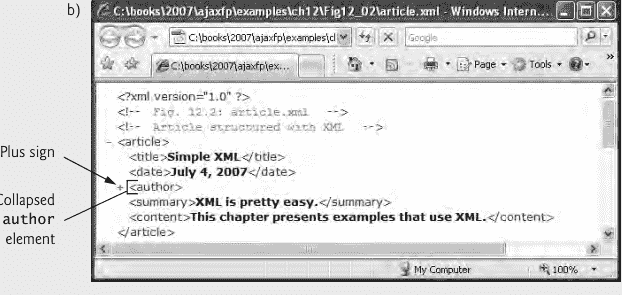 b)
C:\books\2007\ajaxfp\examples\ch12\Fig12_02\article.xml - Windows Intern...
C:\books\2007\ajaxfp\examples\cl
Google
C:\books\2007\ajaxfp\ex...
Page
Tools
<?xml version="1.0" ?>
<!-- Fig. 12.2: article.xml -->
<!-- Article structured with XML -->
- <article>
<title>Simple XML</title>
<date>July 4, 2007</date>
Plus sign
+ <author>
<summary>XML is pretty easy.</summary>
Collapsed
<content>This chapter presents examples that use XML.</content>
author
</article>
element
My Computer
100%